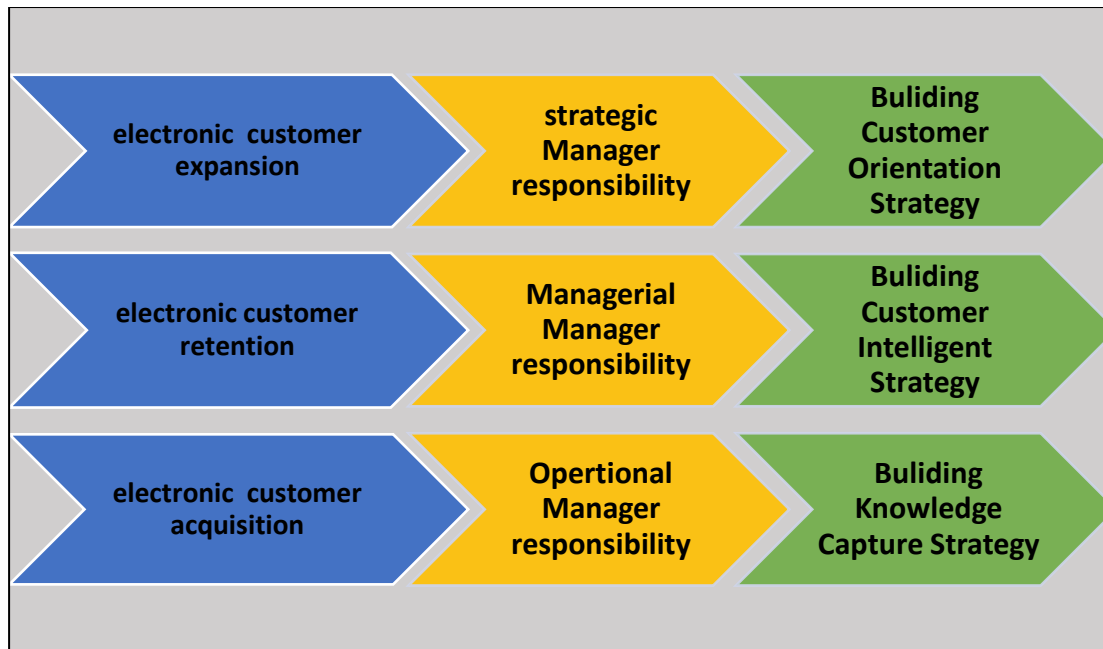 electronic  customer
expansion
strategic
Manager
responsibility
Buliding
Customer
Orientation
Strategy
electronic customer
retention
Managerial
Manager
responsibility
Buliding
Customer
Intelligent
Strategy
electronic  customer
acquisition
Opertional
Manager
responsibility
Buliding
Knowledge
Capture Strategy